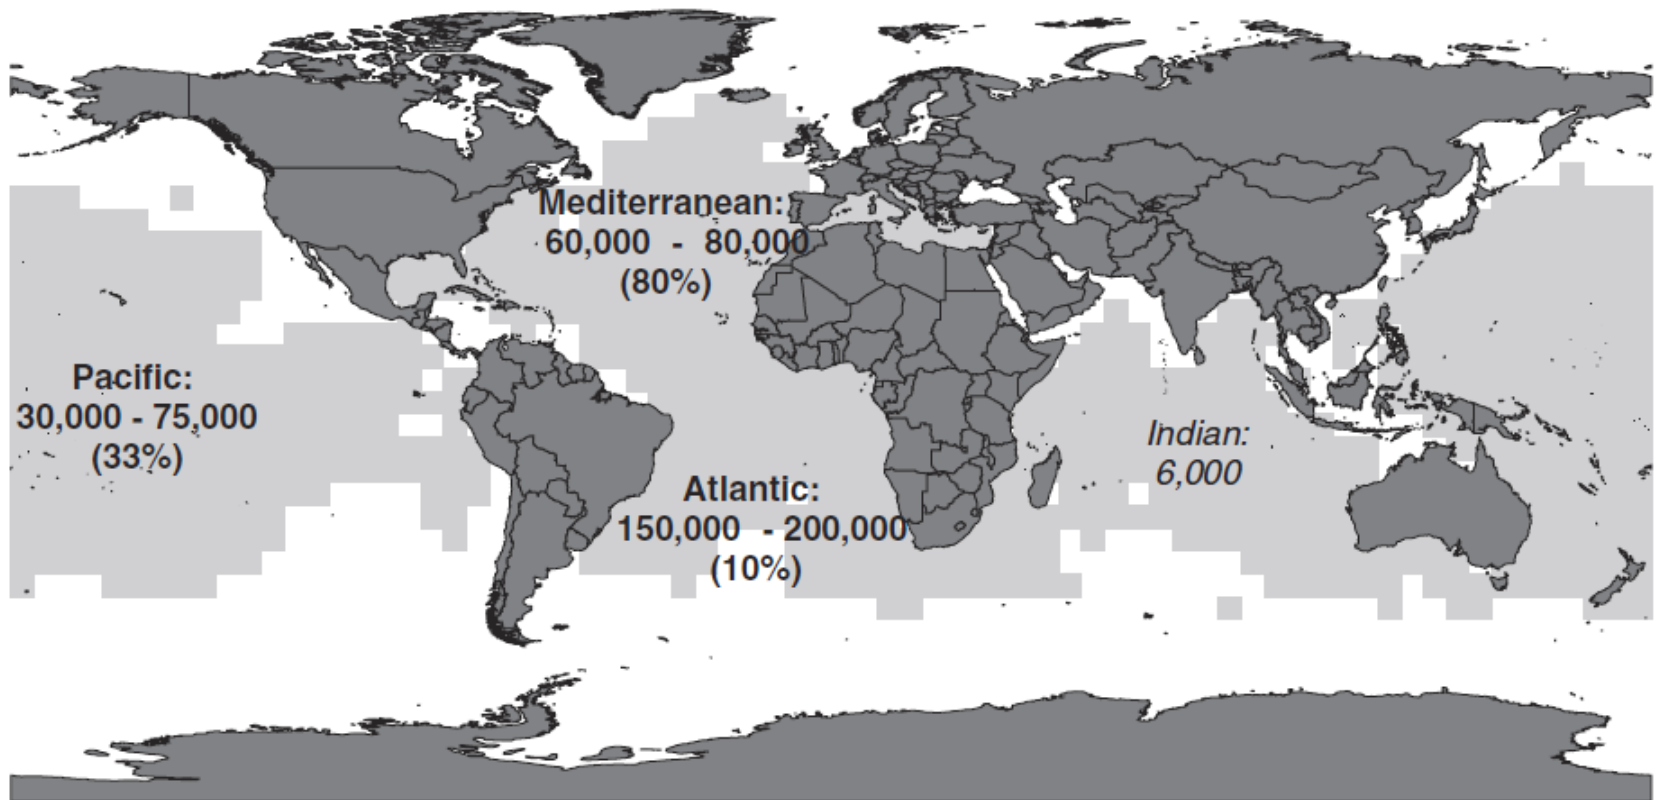 Mediterranean:
60,000 - 80,000
(80%)
Pacific:
30,000 - 75,000
(33%)
Indian:
6,000
Atlantic:
150,000 - 200,000
(10%)